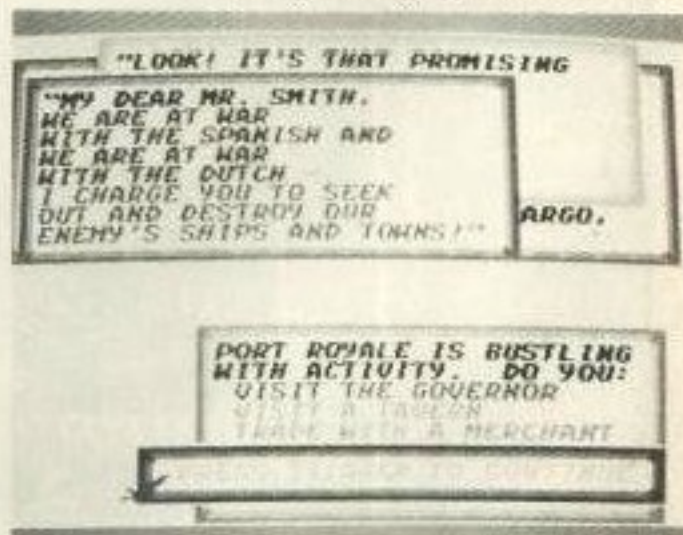 "LOOK! IT'S THAT PROMISING
"MY DEAR MR. SMITH.
WE ARE AT WAR
WITH THE SPANISH AND
WE ARE AT WAR
WITH THE DUTCH
I CHARGE YOU TO SEEK
OUT AND DESTROY OUR
ENEMY'S SHIPS AND TOWNS!"
ARGO.
PORT ROYALE IS BUSTLING
WITH ACTIVITY. DO YOU:
VISIT THE GOVERNOR
VISIT A TAVERN
TRADE WITH A MERCHANT
TO CONTINUE